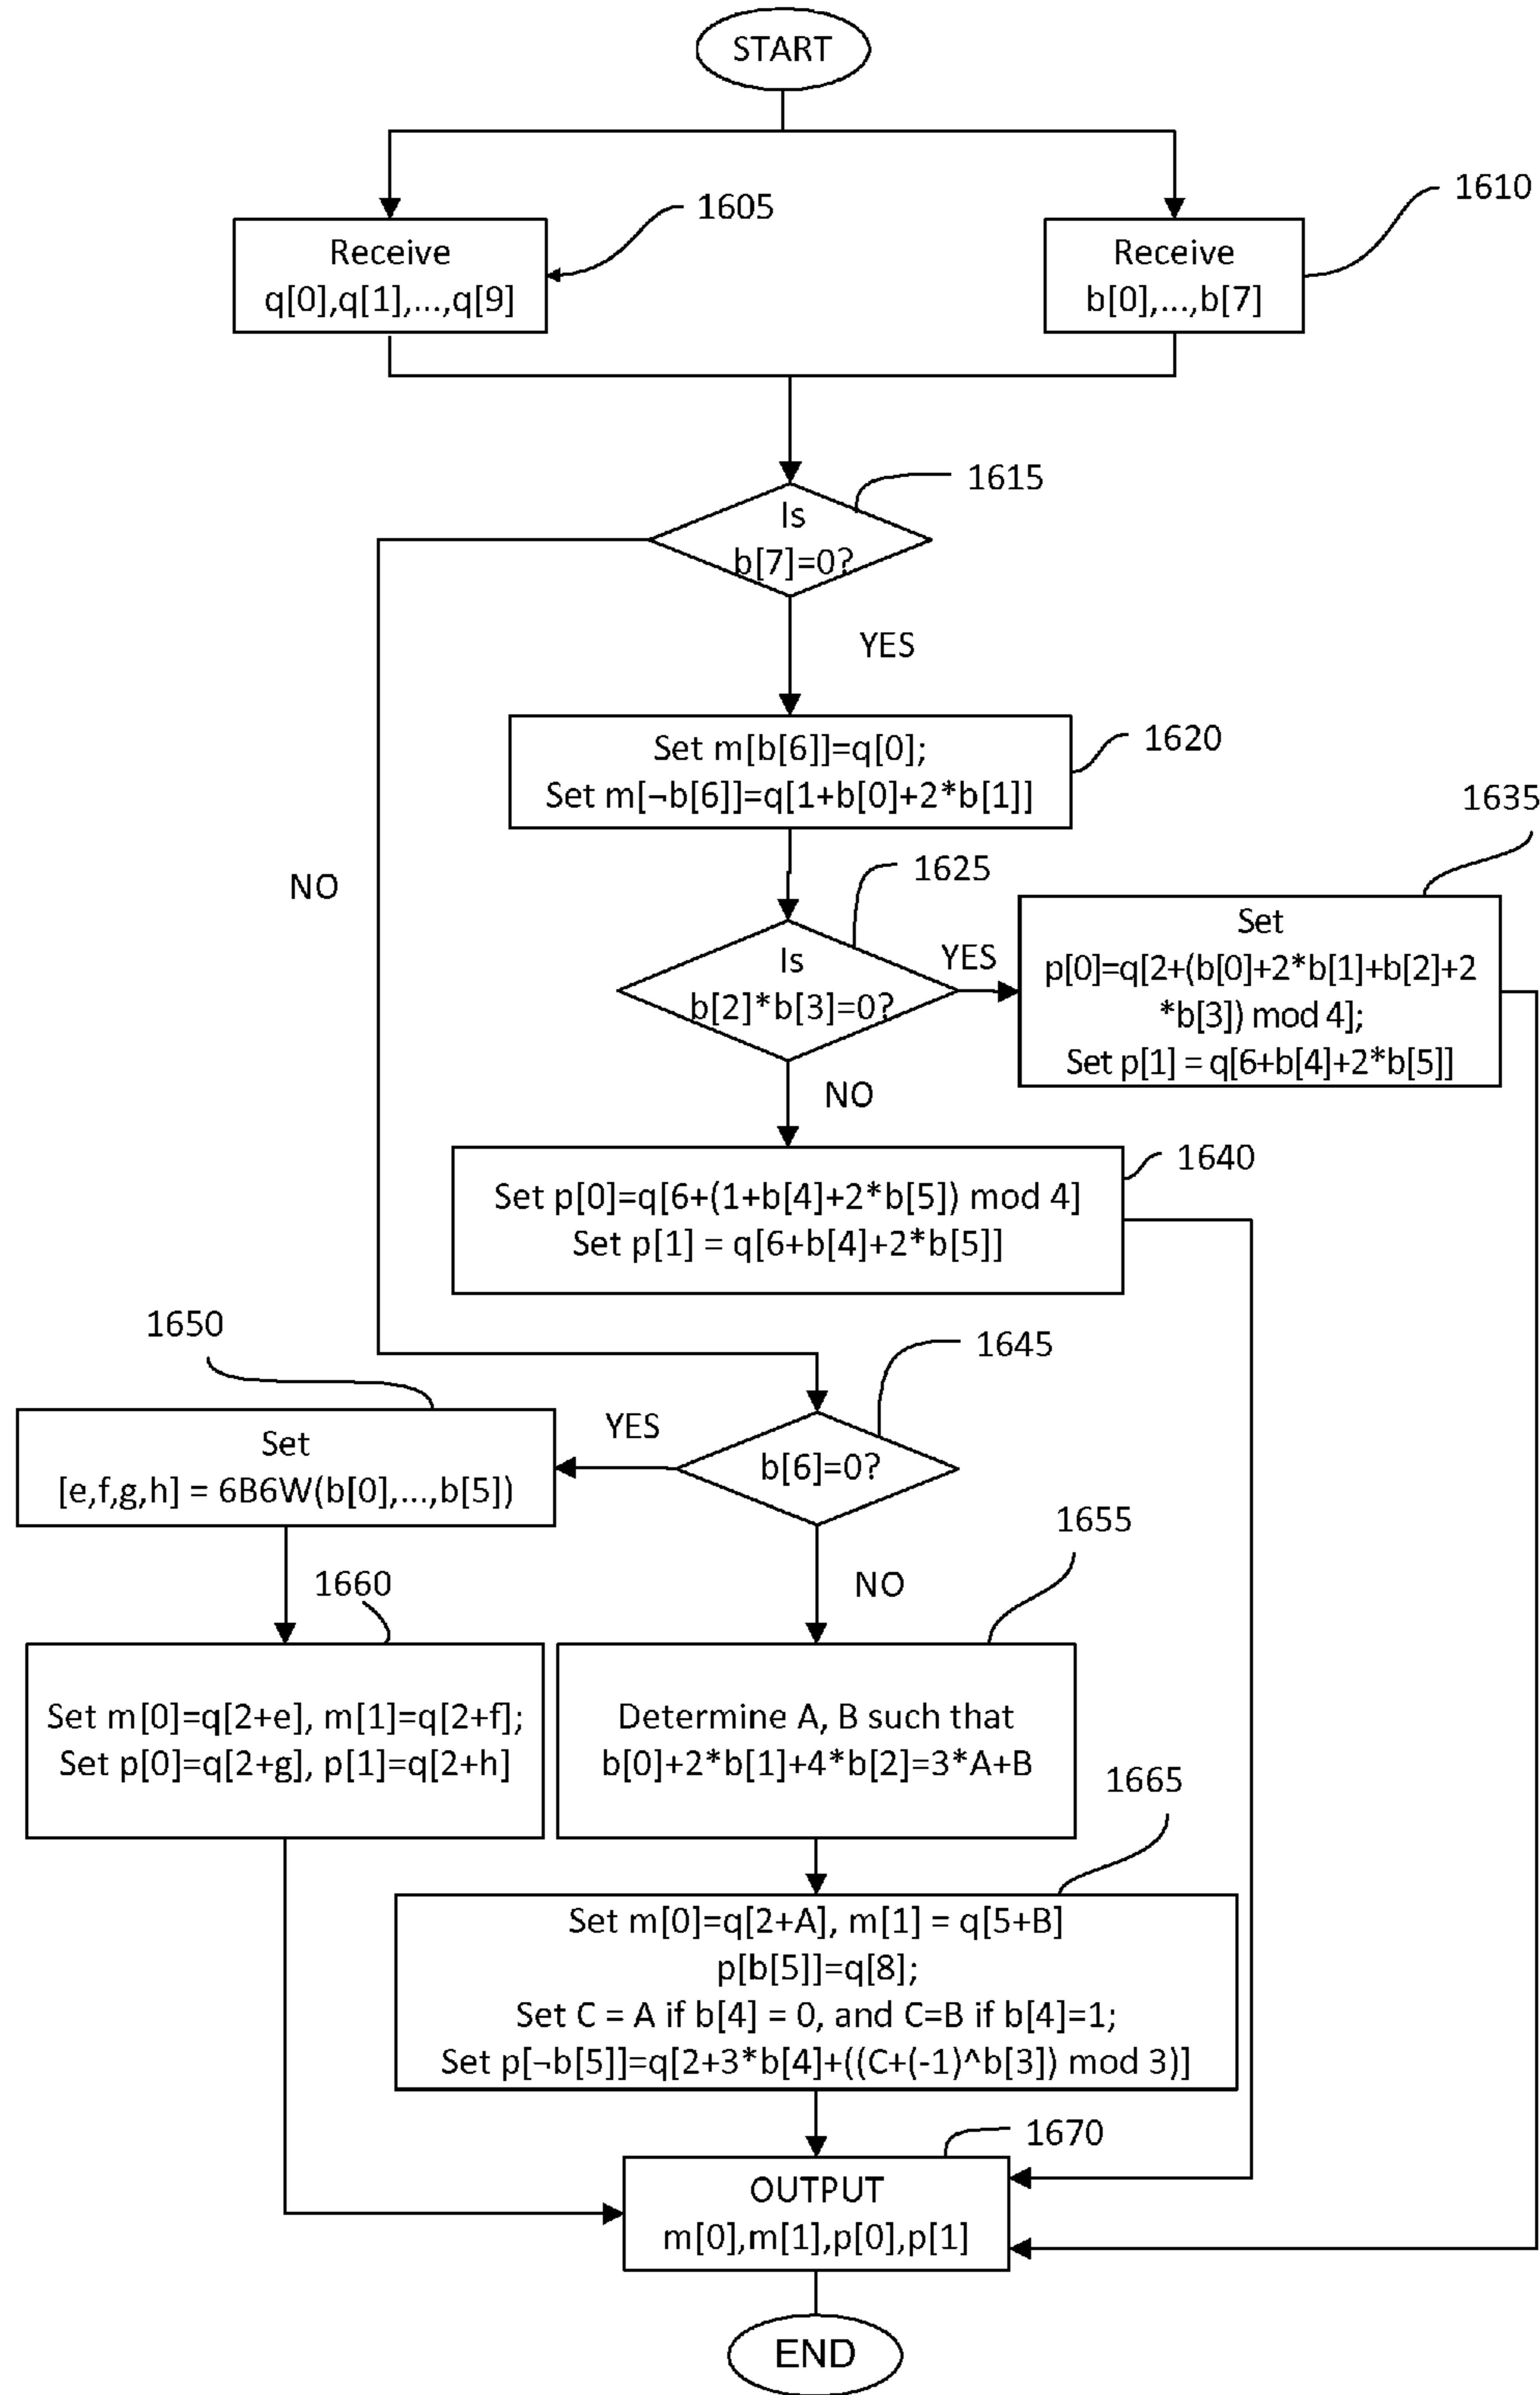 START
1605
1610
Receive
q[0],q[1],...,q[9]
Receive
b[0],...,b[7]
1615
Is
b[7]=0?
YES
1620
Set m[b[6]]=q[0];
Set m[¬b[6]]=q[1+b[0]+2*b[1]]
1635
NO
1625
Is
b[2]*b[3]=0?
YES
Set
p[0]=q[2+(b[0]+2*b[1]+b[2]+2
*b[3]) mod 4];
Set p[1] = q[6+b[4]+2*b[5]]
NO
1640
Set p[0]=q[6+(1+b[4]+2*b[5]) mod 4]
Set p[1] = q[6+b[4]+2*b[5]]
1650
1645
YES
Set
[e,f,g,h] = 6B6W(b[0],...,b[5])
b[6]=0?
1655
1660
NO
Set m[0]=q[2+e], m[1]=q[2+f];
Set p[0]=q[2+g], p[1]=q[2+h]
Determine A, B such that
b[0]+2*b[1]+4*b[2]=3*A+B
1665
Set m[0]=q[2+A], m[1] = q[5+B]
p[b[5]]=q[8];
Set C = A if b[4] = 0, and C=B if b[4]=1;
Set p[¬b[5]]=q[2+3*b[4]+((C+(-1)^b[3]) mod 3)]
1670
OUTPUT
m[0],m[1],p[0],p[1]
END